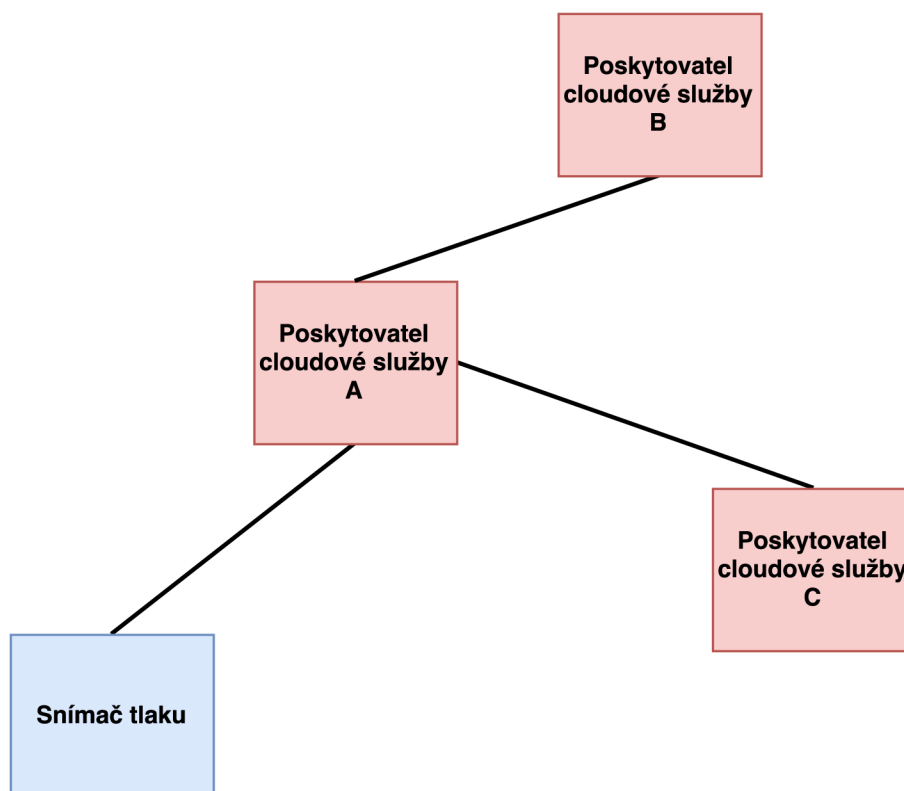 Poskytovatel
cloudové služby
B
Poskytovatel
cloudové služby
A
Poskytovatel
cloudové služby
C
Snímač tlaku